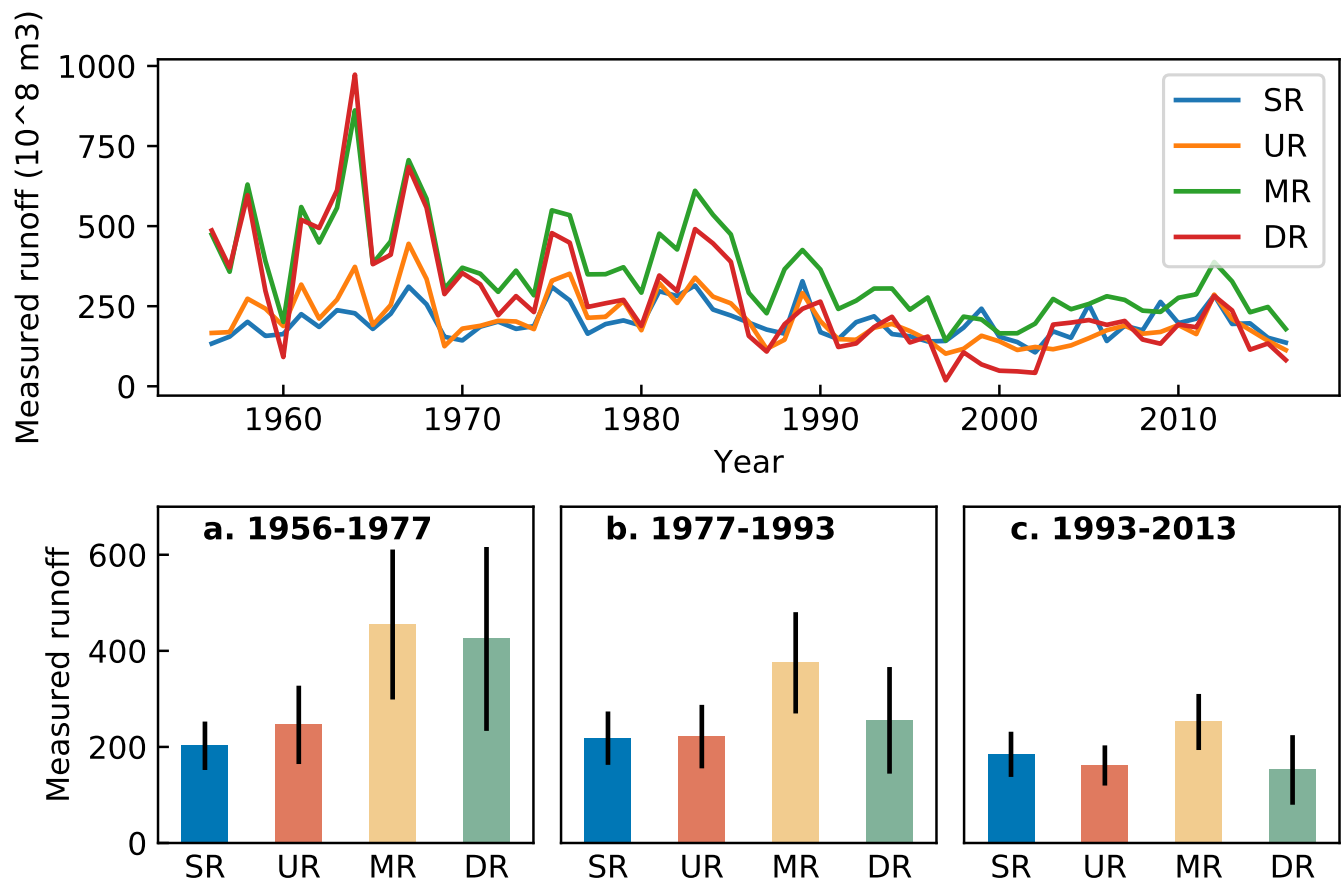 Measured runoff (10^8 m3)
1000
750
500
250
0
SR
UR
MR
DR
1960 1970 1980 1990 2000 2010
Year
Measured runoff
600
400
200
0
a. 1956-1977
SR UR MR DR
b. 1977-1993
SR UR MR DR
c. 1993-2013
SR UR MR DR